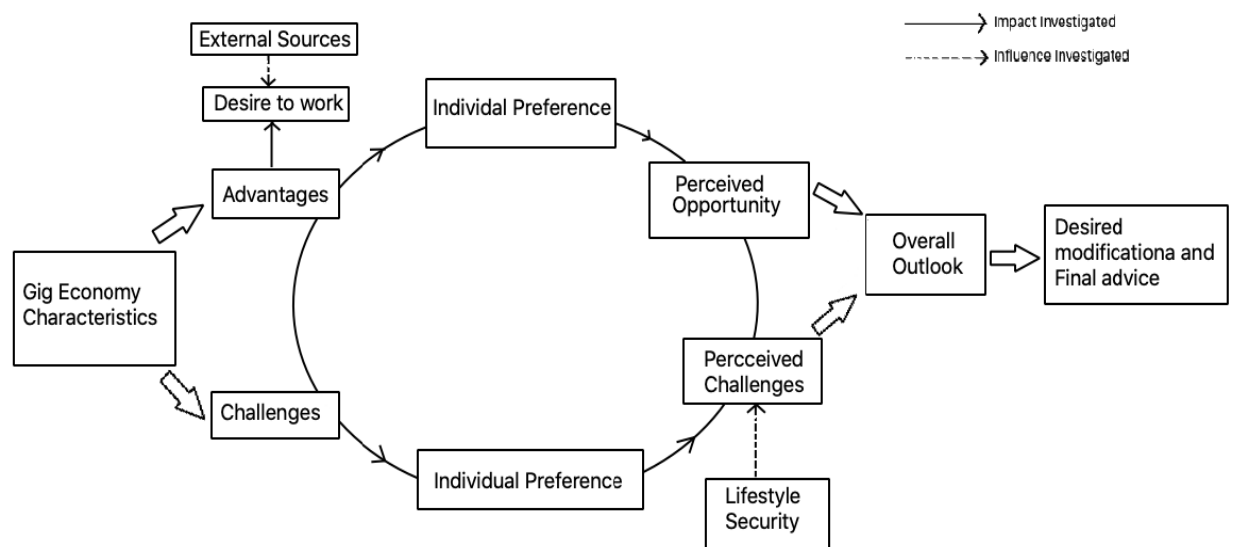 External Sources
Impact Investigated
Influence Investigated
Desire to work
Individal Preference
Advantages
Perceived
Opportunity
Overall
Outlook
Desired
modificationa and
Final advice
Gig Economy
Characteristics
Percceived
Challenges
Challenges
Individual Preference
Lifestyle
Security